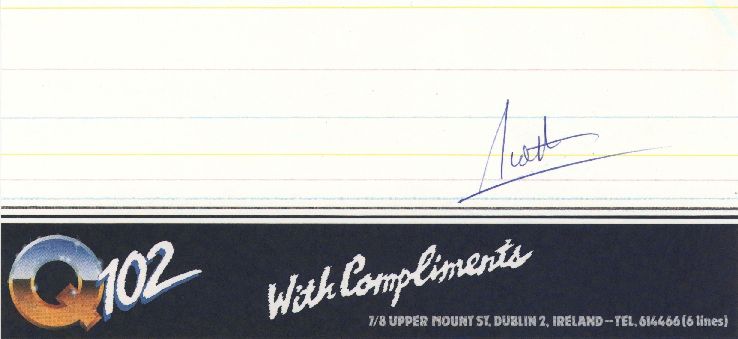 Q102
With Compliments
7/8 UPPER MOUNT ST, DUBLIN 2, IRELAND — TEL. 614466 (6 lines)